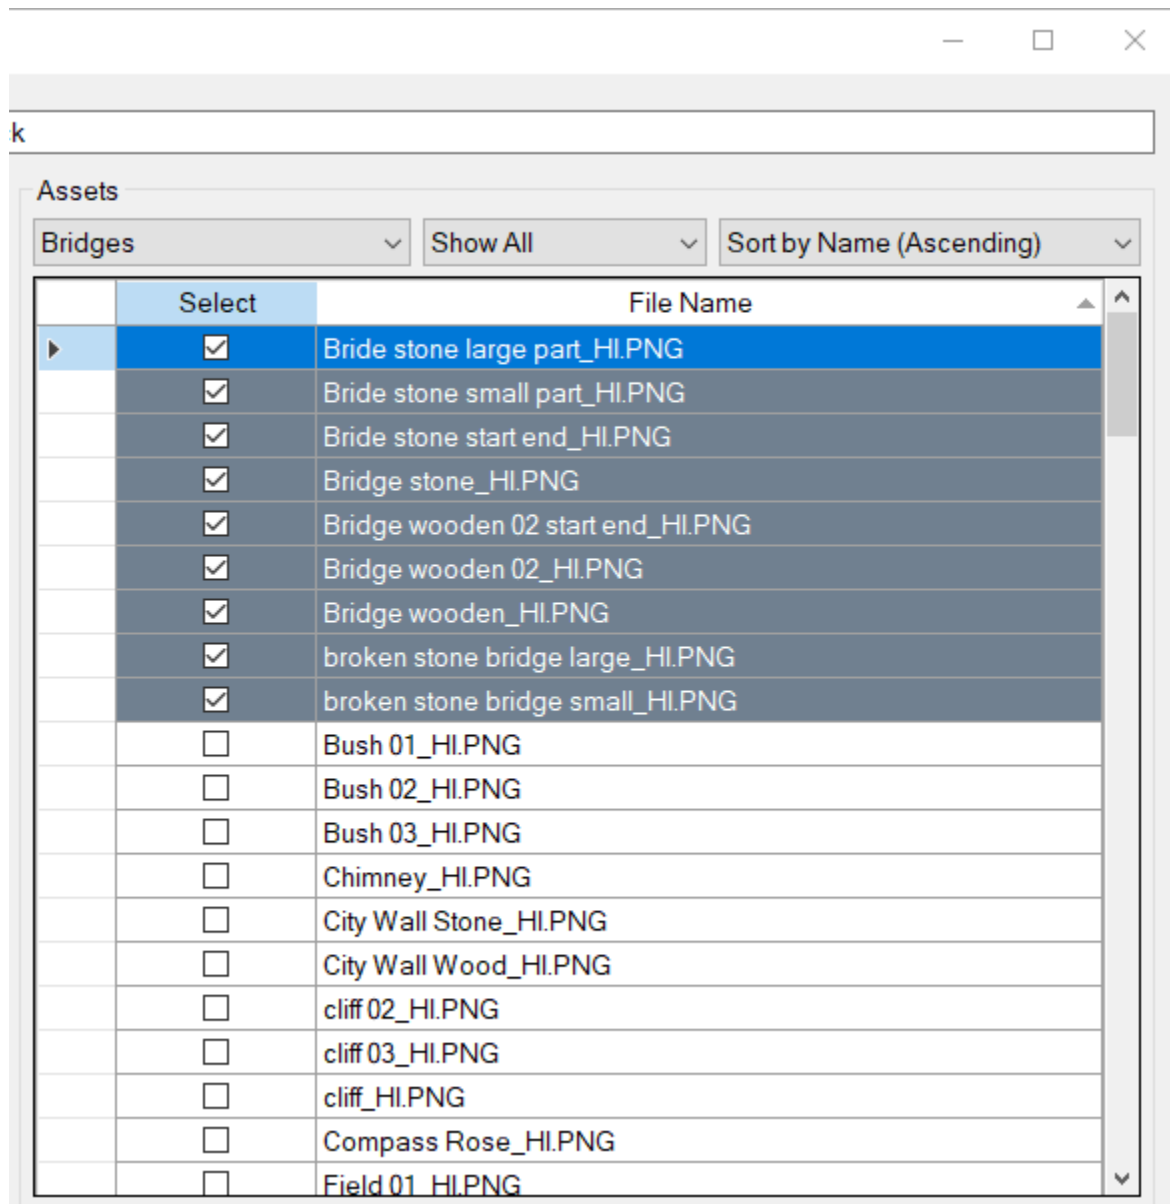 k
Assets
Bridges Show All Sort by Name (Ascending)
Select File Name
Bride stone large part_HI.PNG
Bride stone small part_HI.PNG
Bride stone start end_HI.PNG
Bridge stone_HI.PNG
Bridge wooden 02 start end_HI.PNG
Bridge wooden 02_HI.PNG
Bridge wooden_HI.PNG
broken stone bridge large_HI.PNG
broken stone bridge small_HI.PNG
Bush 01_HI.PNG
Bush 02_HI.PNG
Bush 03_HI.PNG
Chimney_HI.PNG
City Wall Stone_HI.PNG
City Wall Wood_HI.PNG
cliff 02_HI.PNG
cliff 03_HI.PNG
cliff_HI.PNG
Compass Rose_HI.PNG
Field 01_HI.PNG